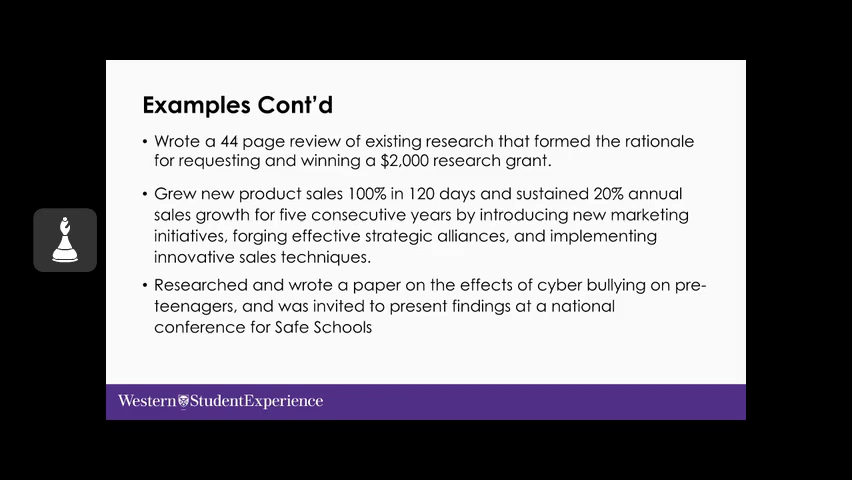 Examples Cont'd
• Wrote a 44 page review of existing research that formed the rationale
for requesting and winning a $2,000 research grant.
• Grew new product sales 100% in 120 days and sustained 20% annual
sales growth for five consecutive years by introducing new marketing
initiatives, forging effective strategic alliances, and implementing
innovative sales techniques.
• Researched and wrote a paper on the effects of cyber bullying on pre-
teenagers, and was invited to present findings at a national
conference for Safe Schools
Western StudentExperience